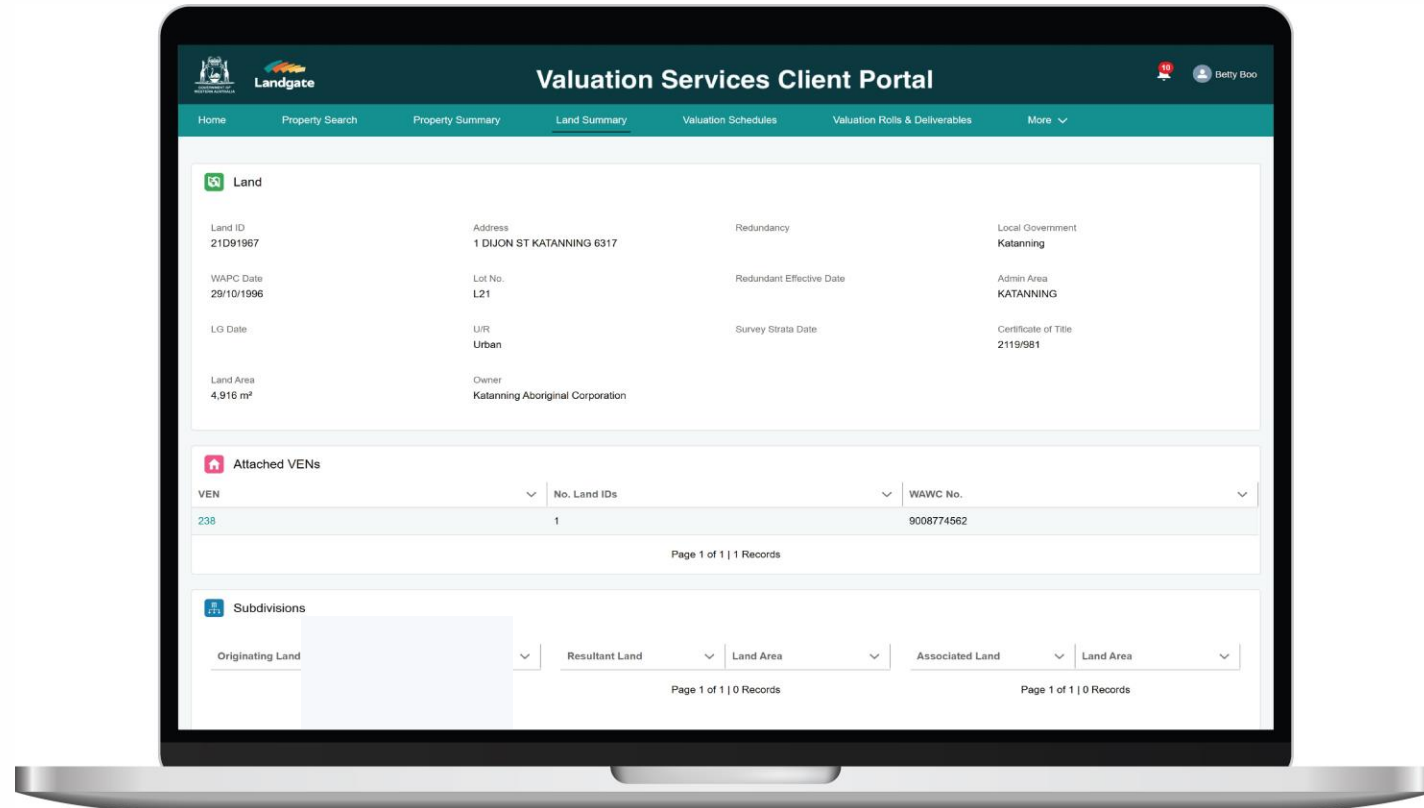 GOVERNMENT OF
WESTERN AUSTRALIA
Landgate
Valuation Services Client Portal
10
Betty Boo
Home Property Search Property Summary Land Summary Valuation Schedules Valuation Rolls & Deliverables More
Land
Land ID Address Redundancy Local Government
21D91967 1 DIJON ST KATANNING 6317 Katanning
WAPC Date Lot No. Redundant Effective Date Admin Area
29/10/1996 L21 KATANNING
LG Date U/R Survey Strata Date Certificate of Title
Urban 2119/981
Land Area Owner
4,916 m² Katanning Aboriginal Corporation
Attached VENs
VEN No. Land IDs WAWC No.
238 1 9008774562
Page 1 of 1 | 1 Records
Subdivisions
Originating Land Resultant Land Land Area Associated Land Land Area
Page 1 of 1 | 0 Records Page 1 of 1 | 0 Records